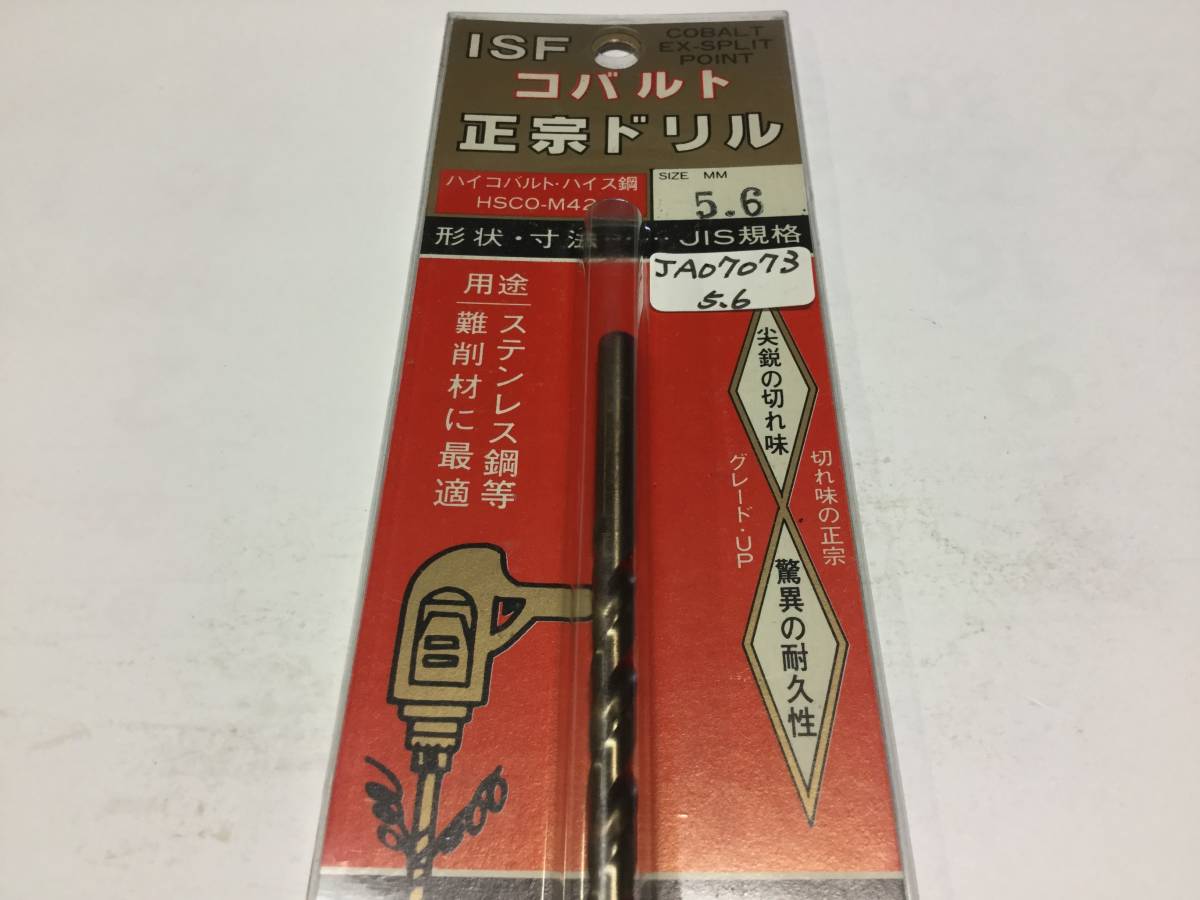 ISF
COBALT
EX-SPLIT
POINT
コバルト
正宗ドリル
ハイコバルト・ハイス鋼
HSCO-M42
SIZE MM
5.6
形状・寸法・・・JIS規格
JA07073
5.6
用途
ステンレス鋼等
難削材に最適
尖鋭の切れ味
切れ味の正宗
グレード・UP
驚異の耐久性